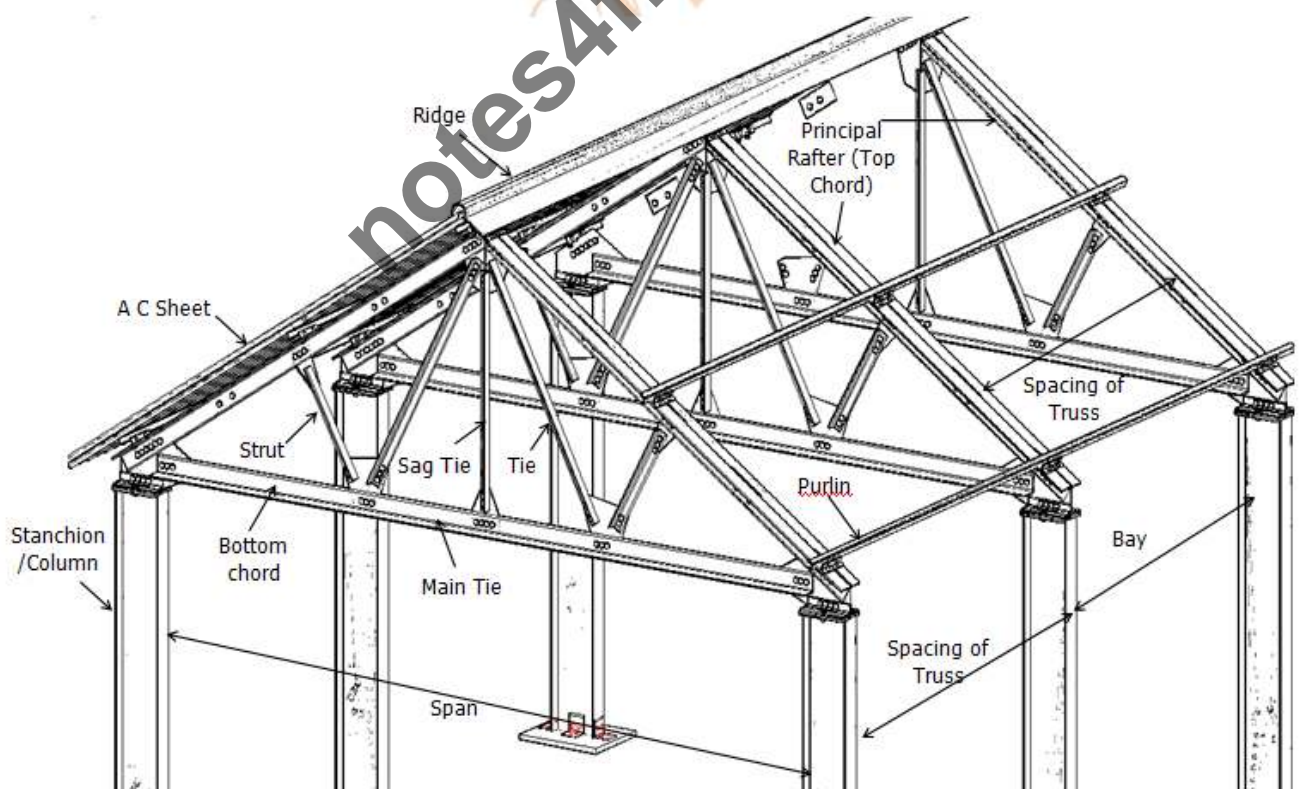 notes4fr
Ridge
Principal
Rafter (Top
Chord)
A C Sheet
Spacing of
Truss
Strut
Sag Tie
Tie
Purlin
Stanchion
/Column
Bottom
chord
Bay
Main Tie
Spacing of
Truss
Span